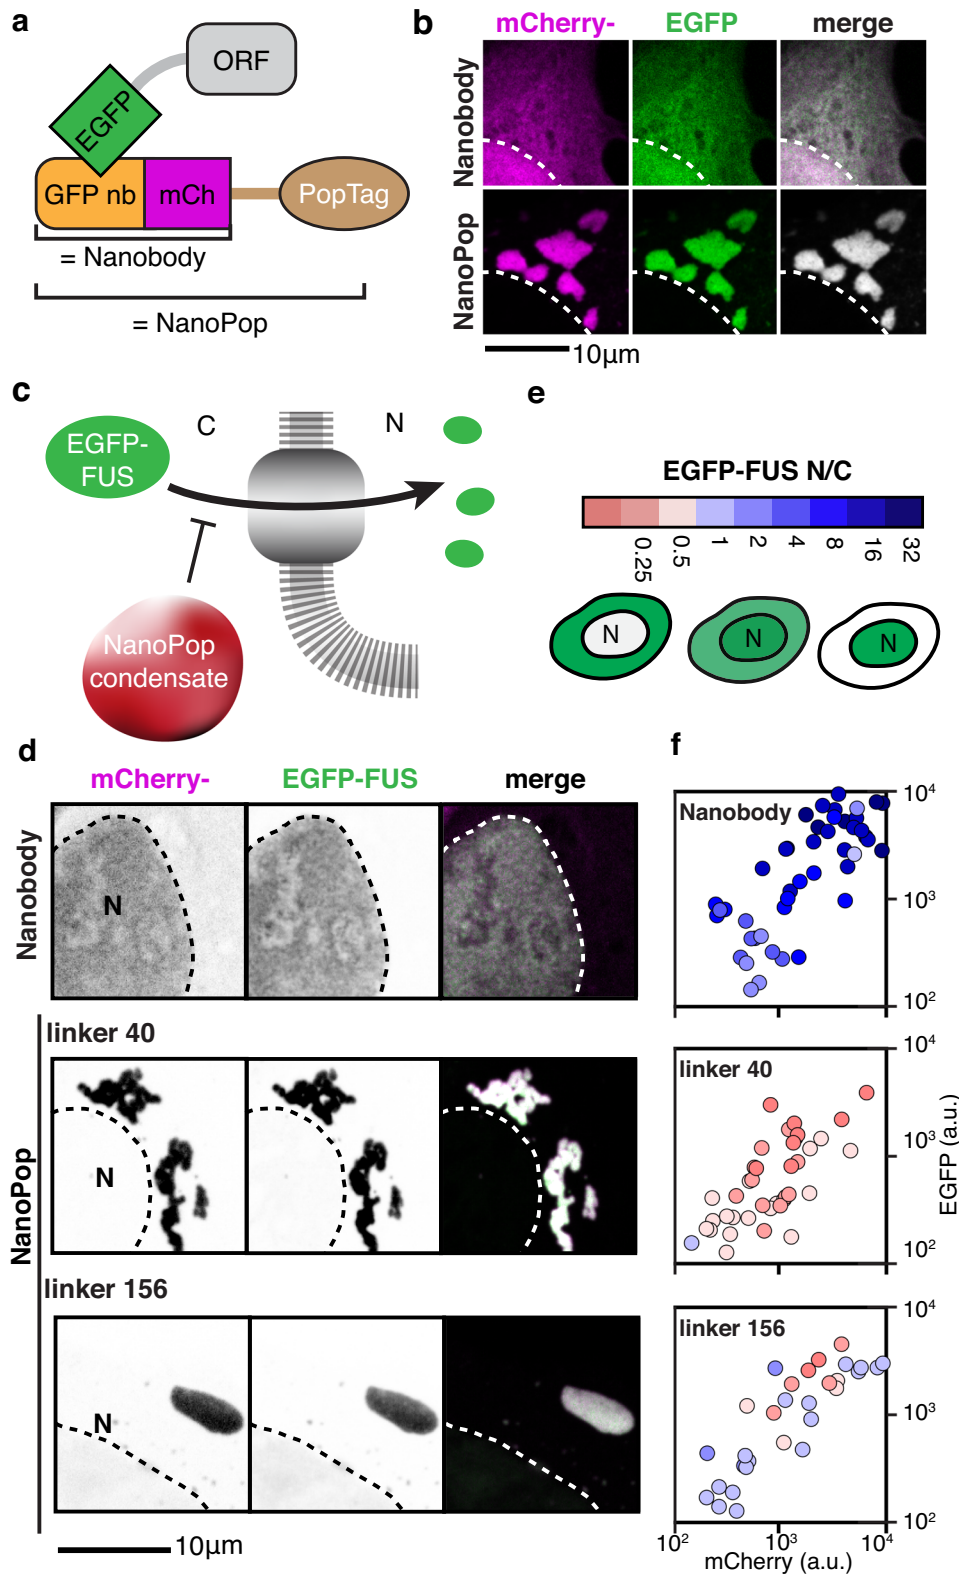 a
ORF
EGFP
GFP nb
mCh
PopTag
= Nanobody
= NanoPop
b
mCherry-
EGFP
merge
Nanobody
NanoPop
10μm
c
EGFP-
FUS
C
N
NanoPop
condensate
e
EGFP-FUS N/C
0.25
0.5
1
2
4
8
16
32
N
N
N
d
mCherry-
EGFP-FUS
merge
Nanobody
N
NanoPop
linker 40
N
linker 156
N
10μm
f
Nanobody
10⁴
10³
10²
linker 40
10⁴
10³
10²
EGFP (a.u.)
linker 156
10⁴
10³
10²
10²
10³
10⁴
mCherry (a.u.)